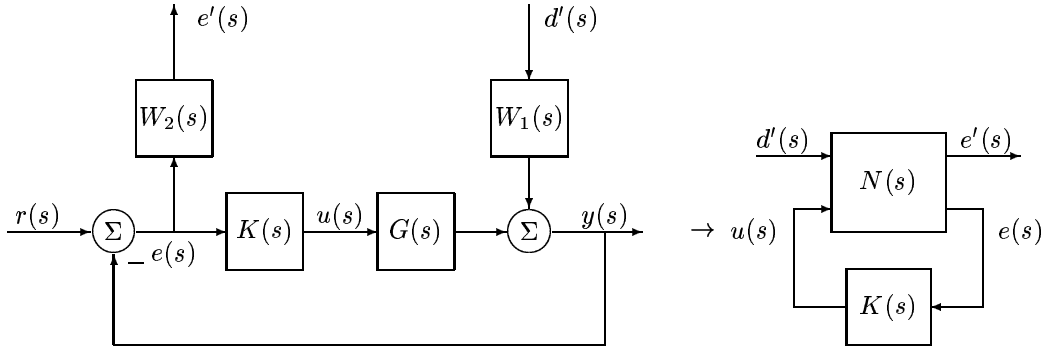 e′(s)
d′(s)
W₂(s)
W₁(s)
r(s)
Σ
− e(s)
K(s)
u(s)
G(s)
Σ
y(s)
→
d′(s)
e′(s)
N(s)
u(s)
e(s)
K(s)